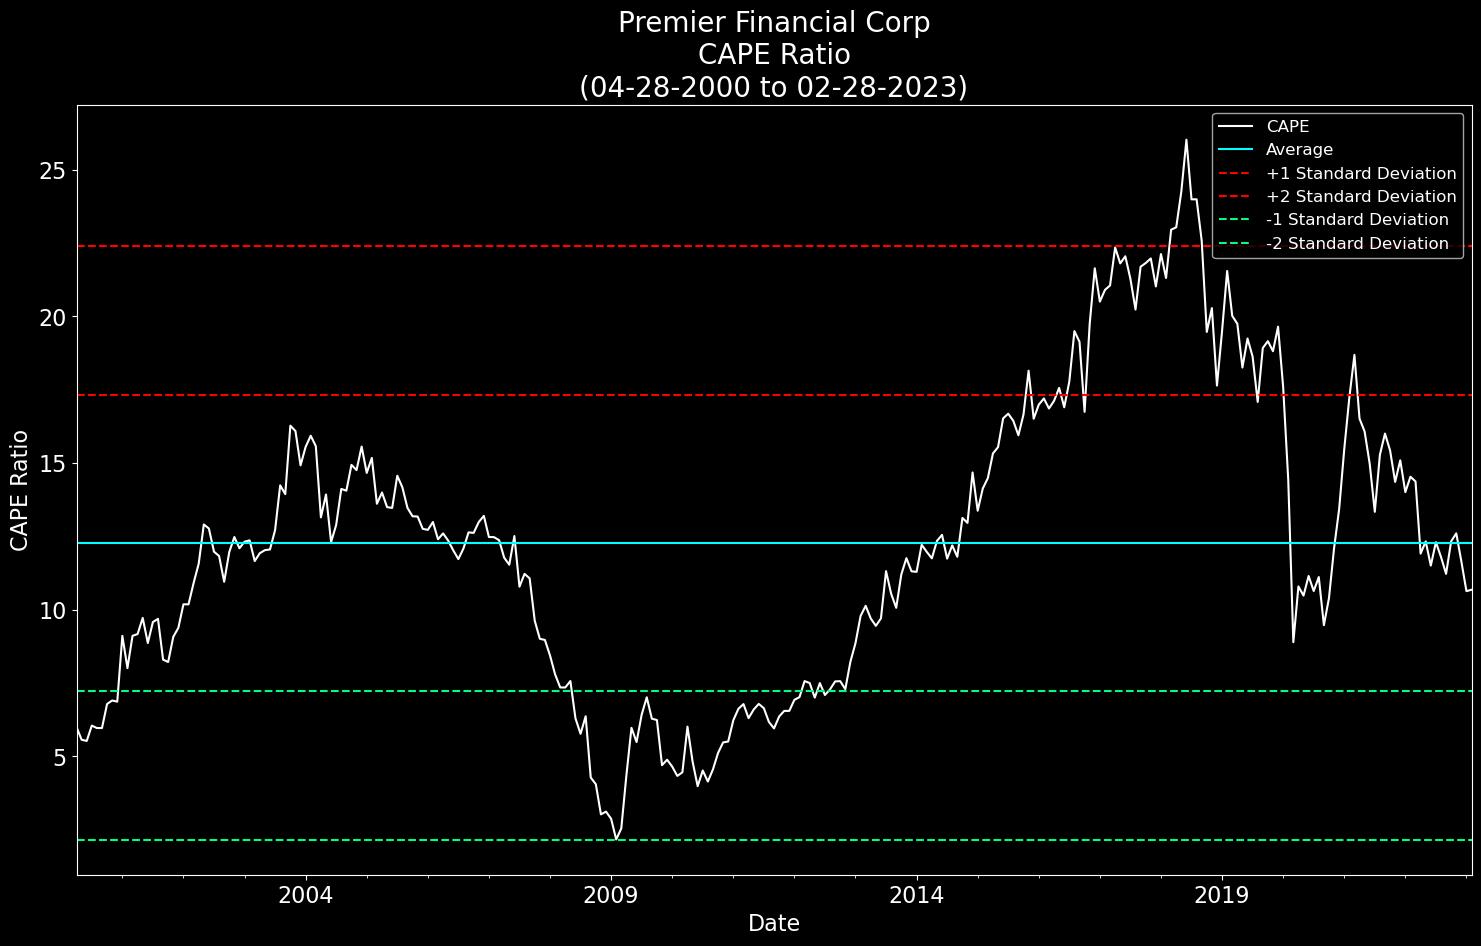 Premier Financial Corp
CAPE Ratio
(04-28-2000 to 02-28-2023)
CAPE
Average
+1 Standard Deviation
+2 Standard Deviation
-1 Standard Deviation
-2 Standard Deviation
25
20
15
10
5
CAPE Ratio
2004
2009
2014
2019
Date